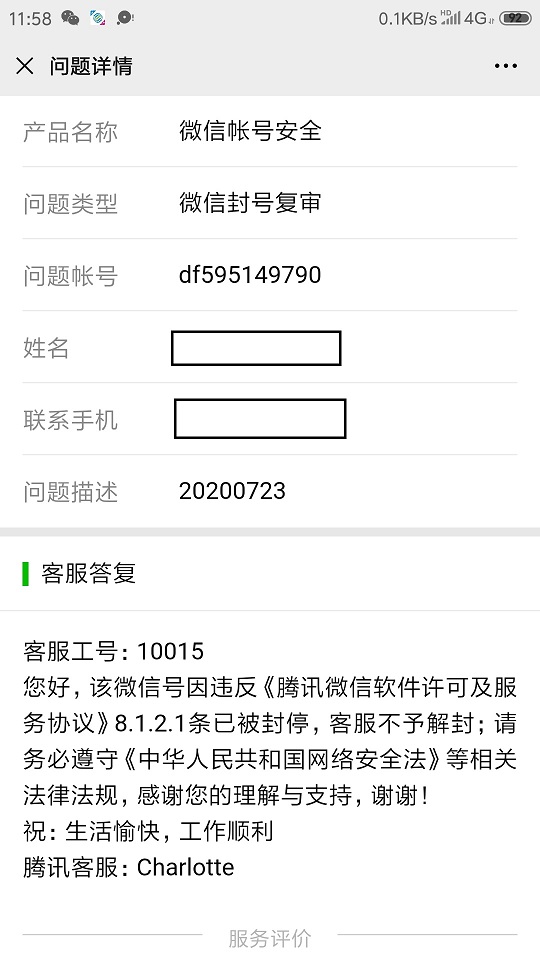 11:58 0.1KB/s HD 4G 92
问题详情
产品名称 微信帐号安全
问题类型 微信封号复审
问题帐号 df595149790
姓名
联系手机
问题描述 20200723
客服答复
客服工号：10015
您好，该微信号因违反《腾讯微信软件许可及服
务协议》8.1.2.1条已被封停，客服不予解封；请
务必遵守《中华人民共和国网络安全法》等相关
法律法规，感谢您的理解与支持，谢谢！
祝：生活愉快，工作顺利
腾讯客服：Charlotte
服务评价